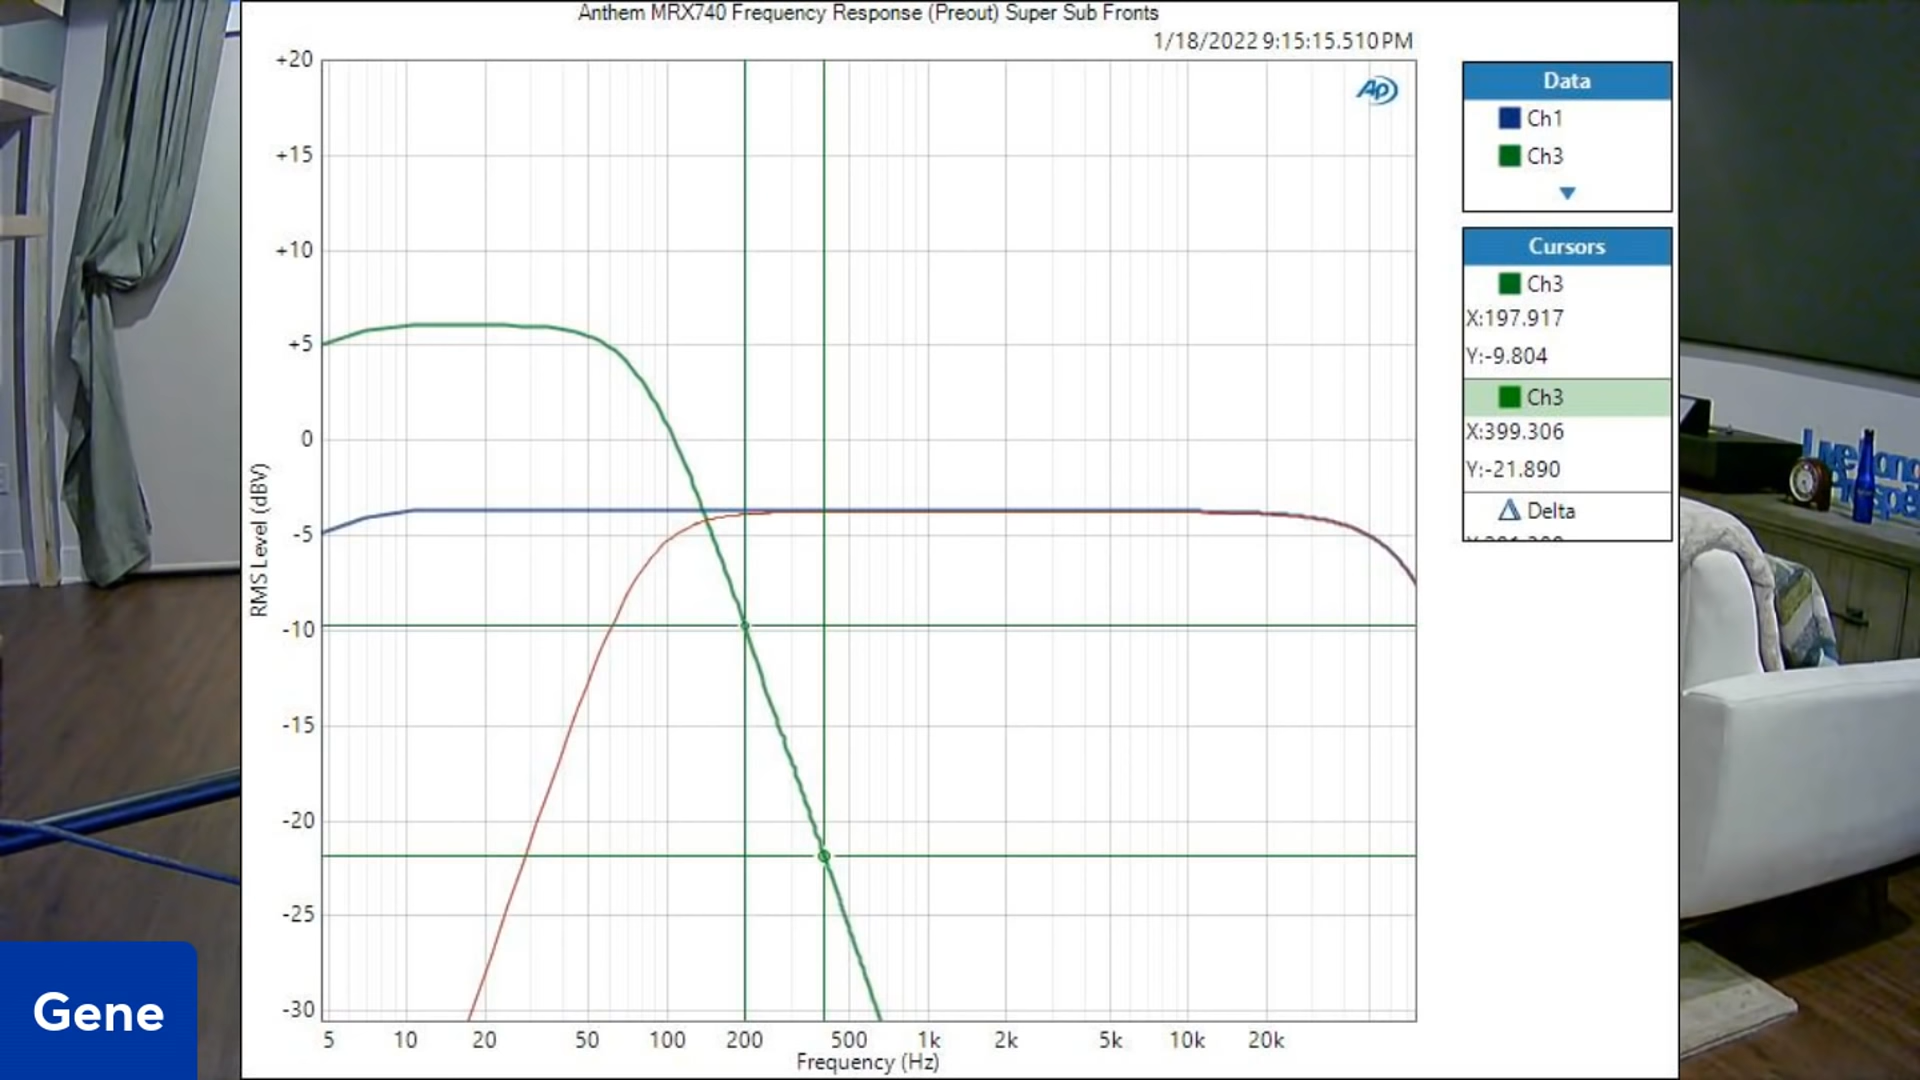 Anthem MRX740 Frequency Response (Preout) Super Sub Fronts
1/18/2022 9:15:15.510 PM
+20
+15
+10
+5
0
-5
-10
-15
-20
-25
-30
RMS Level (dBV)
5 10 20 50 100 200 500 1k 2k 5k 10k 20k
Frequency (Hz)
AP
Data
Ch1
Ch3
Cursors
Ch3
X:197.917
Y:-9.804
Ch3
X:399.306
Y:-21.890
Delta
Live Long
Gene